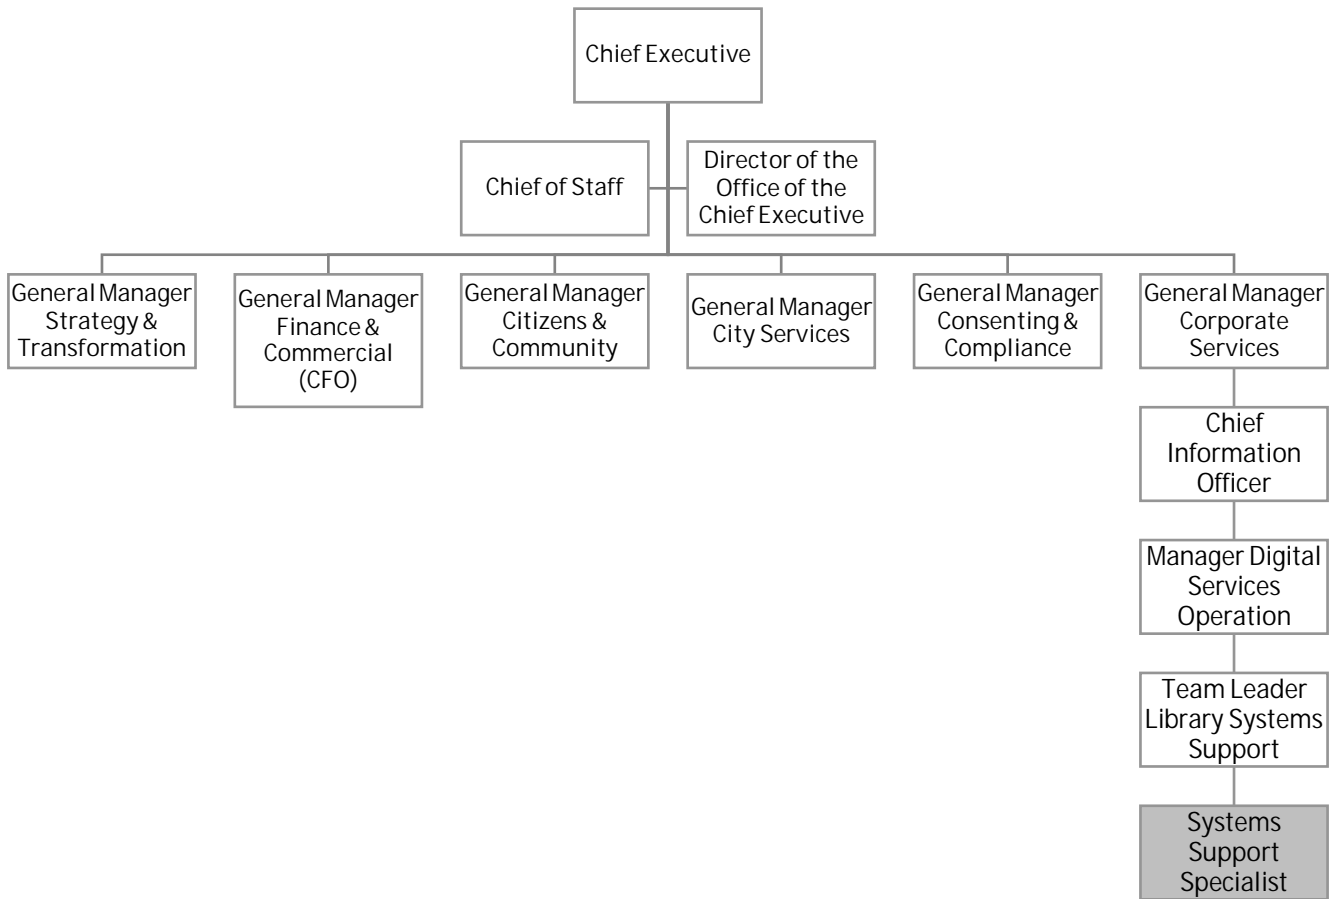 Chief Executive
Chief of Staff
Director of the
Office of the
Chief Executive
General Manager
Strategy &
Transformation
General Manager
Finance &
Commercial
(CFO)
General Manager
Citizens &
Community
General Manager
City Services
General Manager
Consenting &
Compliance
General Manager
Corporate
Services
Chief
Information
Officer
Manager Digital
Services
Operation
Team Leader
Library Systems
Support
Systems
Support
Specialist